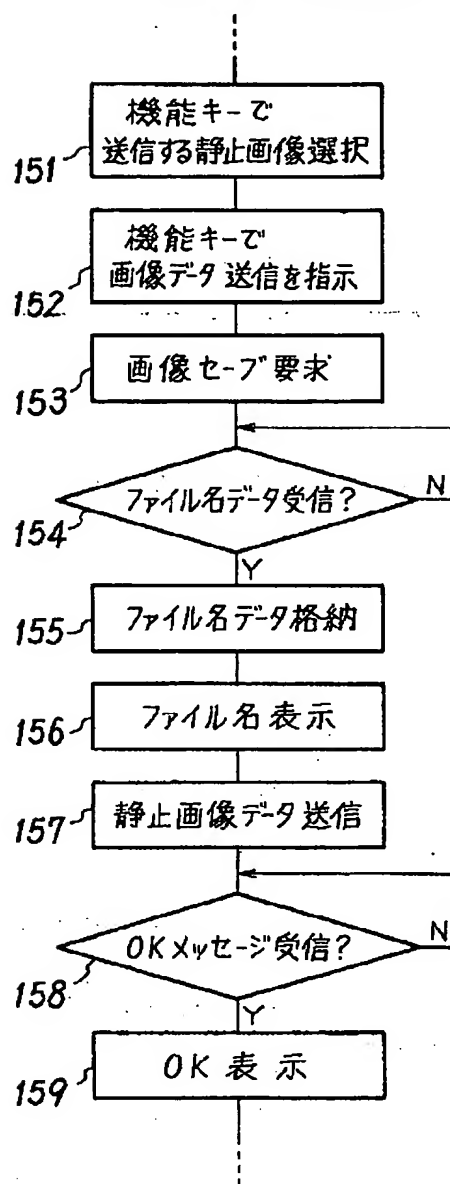 機能キーで
送信する静止画像選択
151
機能キーで
画像データ送信を指示
152
画像セーブ要求
153
ファイル名データ受信?
N
154
Y
ファイル名データ格納
155
ファイル名表示
156
静止画像データ送信
157
OKメッセージ受信?
N
158
Y
OK表示
159